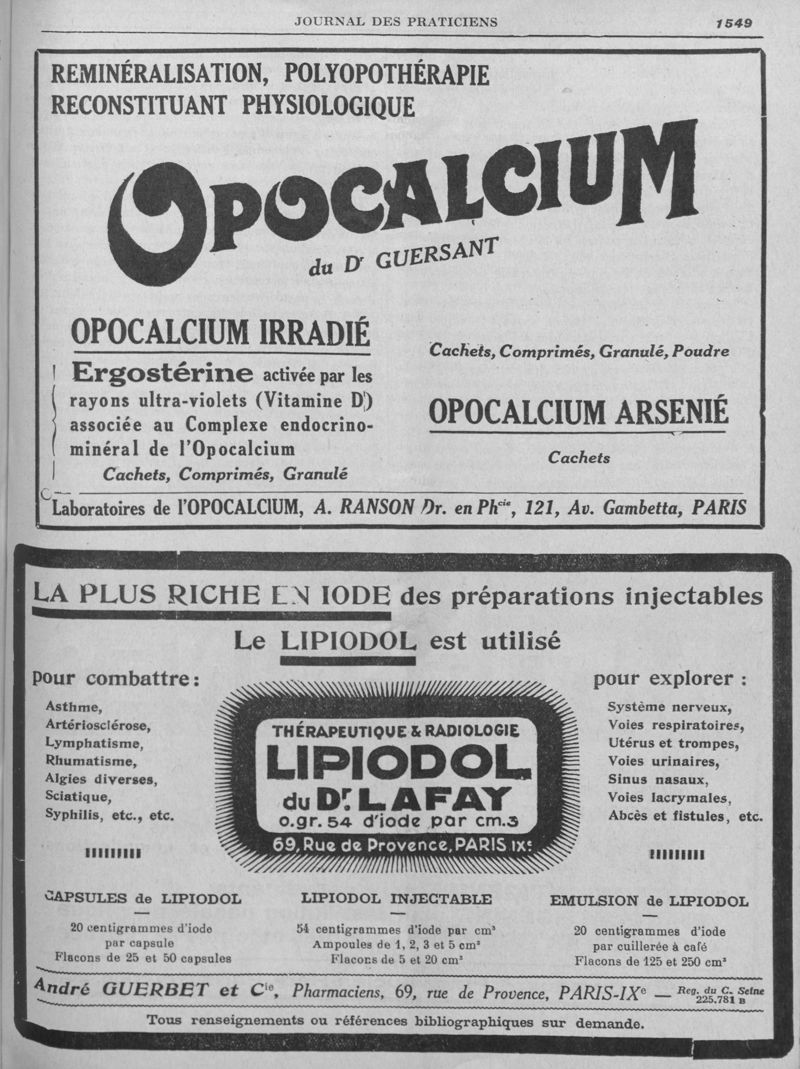 JOURNAL DES PRATICIENS 1549
REMINÉRALISATION, POLYOPOTHÉRAPIE
RECONSTITUANT PHYSIOLOGIQUE
OPOCALCIUM
du Dr GUERSANT
OPOCALCIUM IRRADIÉ
Ergostérine activée par les
rayons ultra-violets (Vitamine D)
associée au Complexe endocrino-
minéral de l'Opocalcium
Cachets, Comprimés, Granulé
Cachets, Comprimés, Granulé, Poudre
OPOCALCIUM ARSENIÉ
Cachets
Laboratoires de l'OPOCALCIUM, A. RANSON Dr. en Phcie, 121, Av. Gambetta, PARIS
LA PLUS RICHE EN IODE des préparations injectables
Le LIPIODOL est utilisé
pour combattre:
Asthme,
Artériosclérose,
Lymphatisme,
Rhumatisme,
Algies diverses,
Sciatique,
Syphilis, etc., etc.
THÉRAPEUTIQUE & RADIOLOGIE
LIPIODOL
du Dr. LAFAY
0.gr. 54 d'iode par cm.3
69, Rue de Provence, PARIS IXe
pour explorer :
Système nerveux,
Voies respiratoires,
Utérus et trompes,
Voies urinaires,
Sinus nasaux,
Voies lacrymales,
Abcès et fistules, etc.
CAPSULES de LIPIODOL
20 centigrammes d'iode
par capsule
Flacons de 25 et 50 capsules
LIPIODOL INJECTABLE
54 centigrammes d'iode par cm³
Ampoules de 1, 2, 3 et 5 cm³
Flacons de 5 et 20 cm³
EMULSION de LIPIODOL
20 centigrammes d'iode
par cuillerée à café
Flacons de 125 et 250 cm³
André GUERBET et Cie, Pharmaciens, 69, rue de Provence, PARIS-IXe — Reg. du C. Seine
225.781 B
Tous renseignements ou références bibliographiques sur demande.